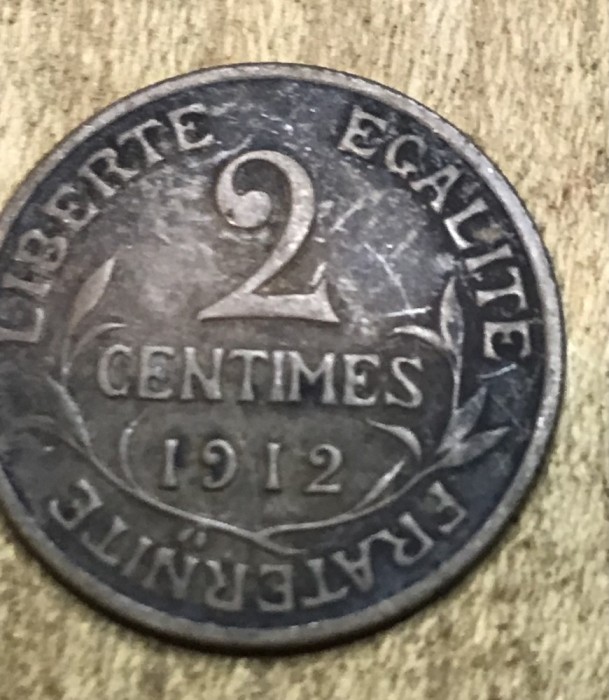 LIBERTE EGALITE
2
CENTIMES
1912
FRATERNITE